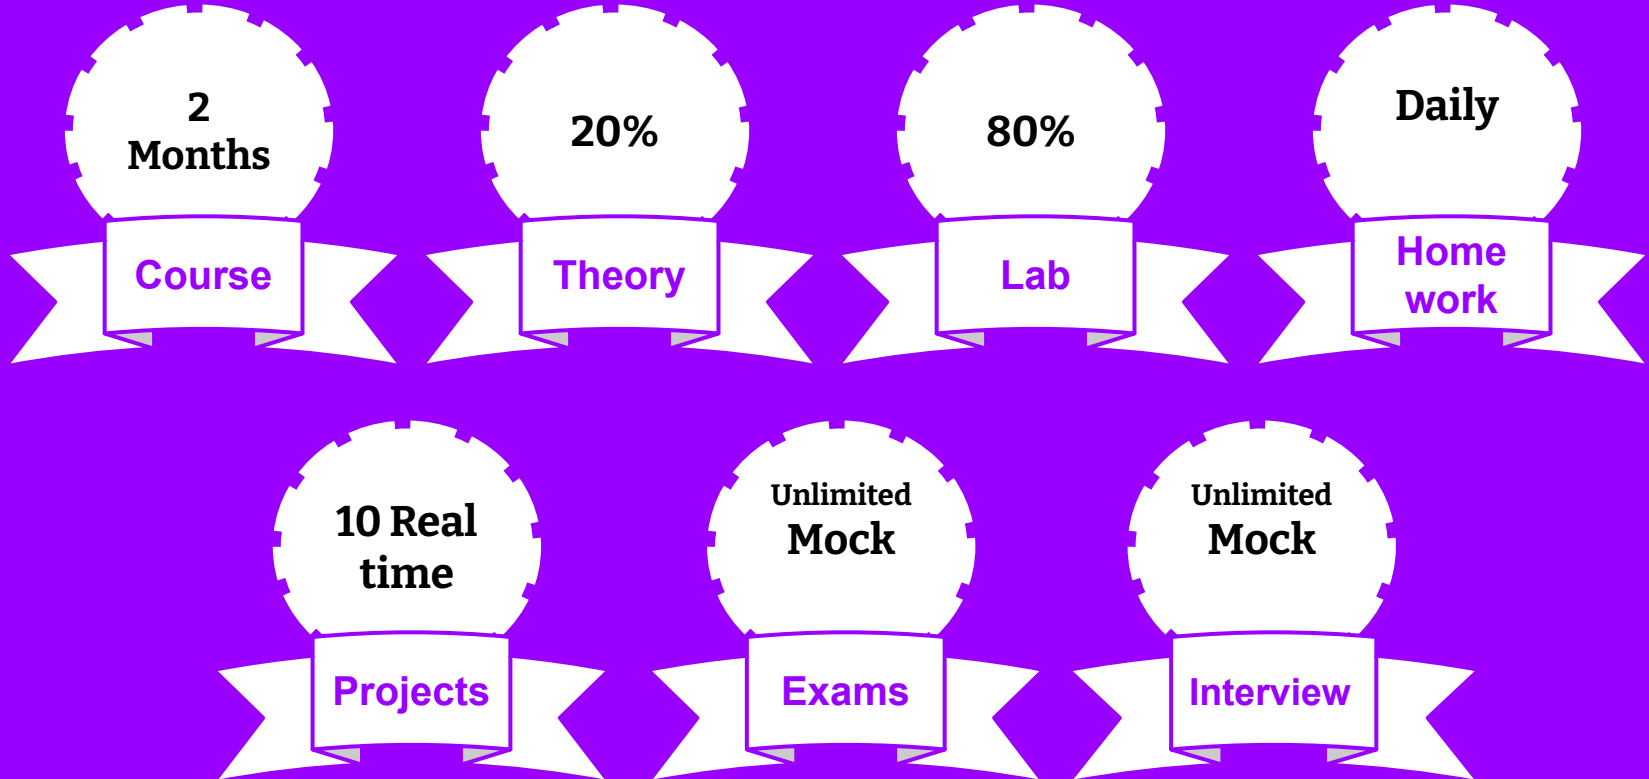 2
Months
Course
20%
Theory
80%
Lab
Daily
Home
work
10 Real
time
Projects
Unlimited
Mock
Exams
Unlimited
Mock
Interview